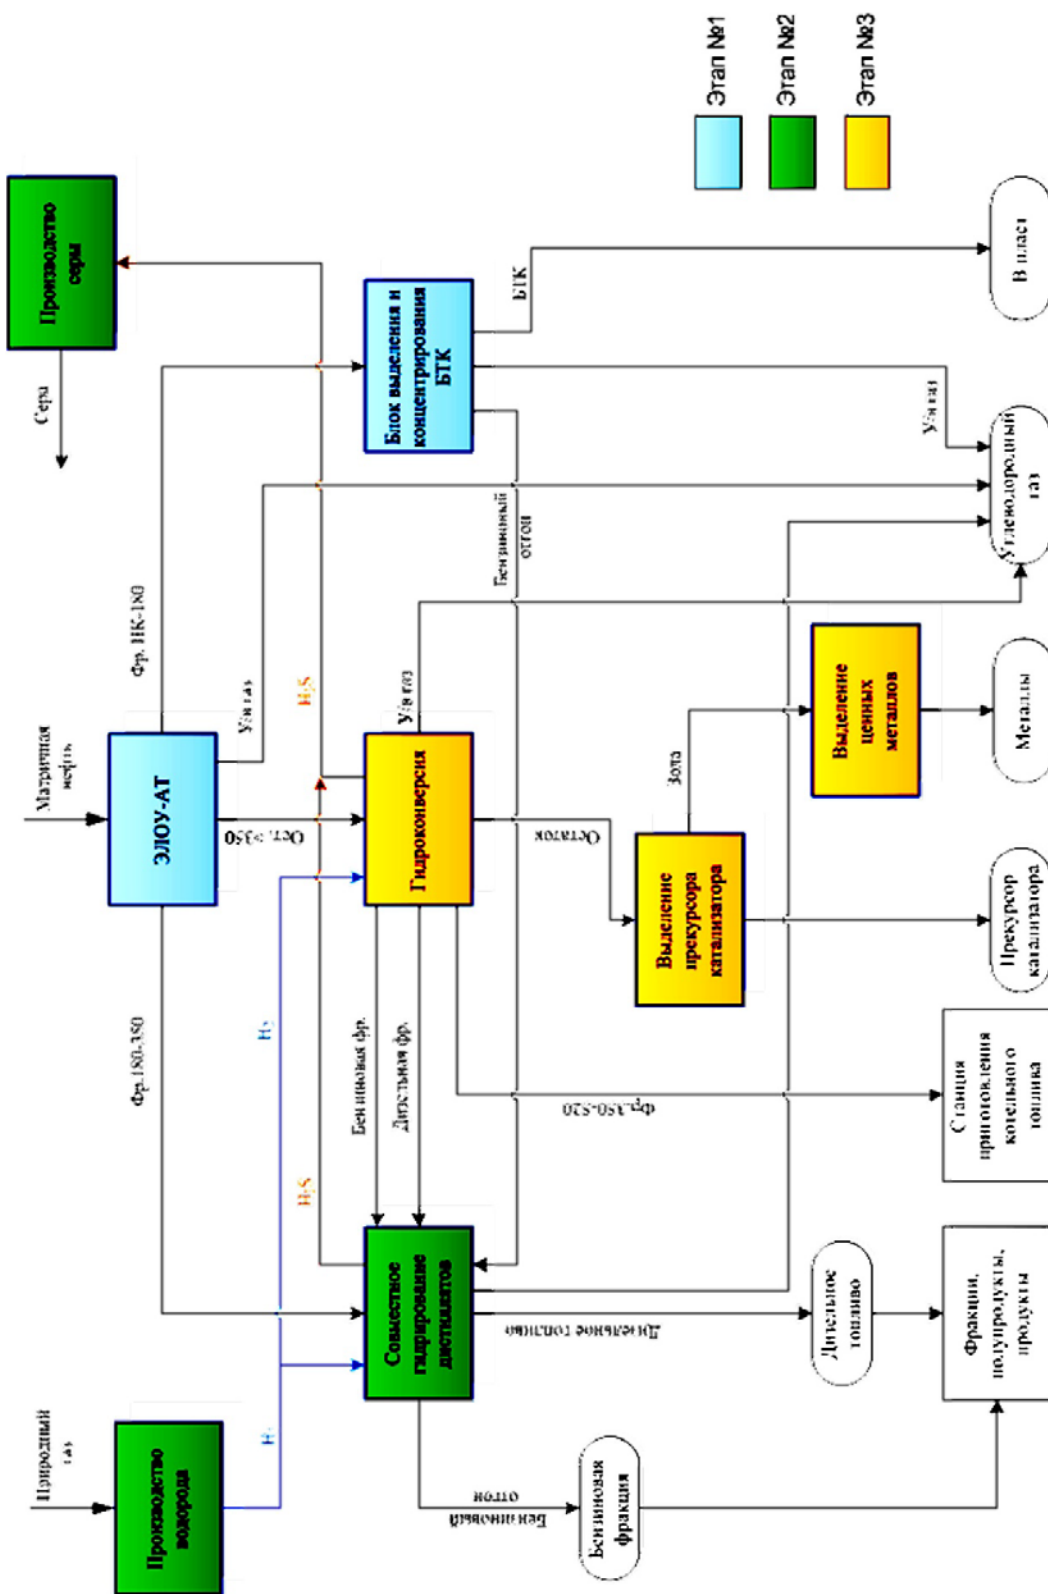 Природный
газ
Производство
водорода
H₂
H₂
Матричная
нефть
ЭЛОУ-АТ
Фр.180-350
Фр. НК-180
У/в газ
Ост. >350
Производство
серы
Сера
H₂S
H₂S
Блок выделения и
концентрирования
БТК
БТК
У/в газ
Бензиновый
отгон
Гидроконверсия
У/в газ
Бензиновая фр.
Дизельная фр.
Фр.350-520
Остаток
Совместное
гидрирование
дистиллятов
Бензиновый
отгон
Дизельное топливо
Выделение
прекурсора
катализатора
Зола
Выделение
ценных
металлов
Бензиновая
фракция
Дизельное
топливо
Фракции,
полупродукты,
продукты
Станция
приготовления
котельного
топлива
Прекурсор
катализатора
Металлы
Углеводородный
газ
В пласт
Этап №1
Этап №2
Этап №3